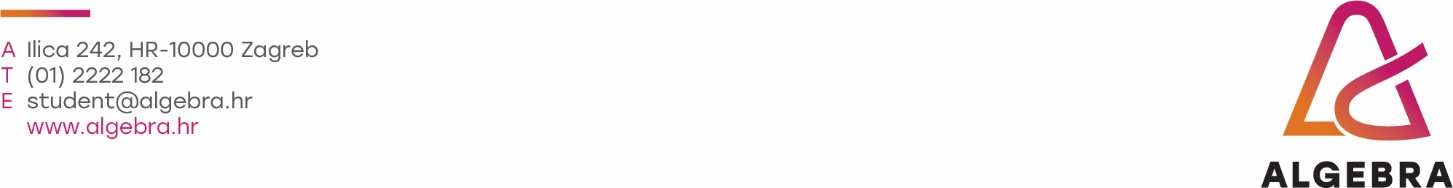 A Ilica 242, HR-10000 Zagreb
T (01) 2222 182
E student@algebra.hr
www.algebra.hr
ALGEBRA